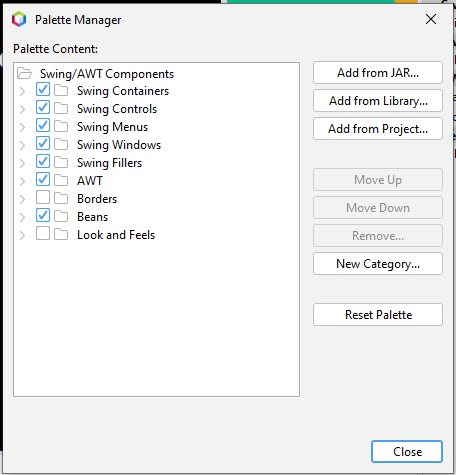 Palette Manager
Palette Content:
Swing/AWT Components
Swing Containers
Swing Controls
Swing Menus
Swing Windows
Swing Fillers
AWT
Borders
Beans
Look and Feels
Add from JAR...
Add from Library...
Add from Project...
Move Up
Move Down
Remove...
New Category...
Reset Palette
Close